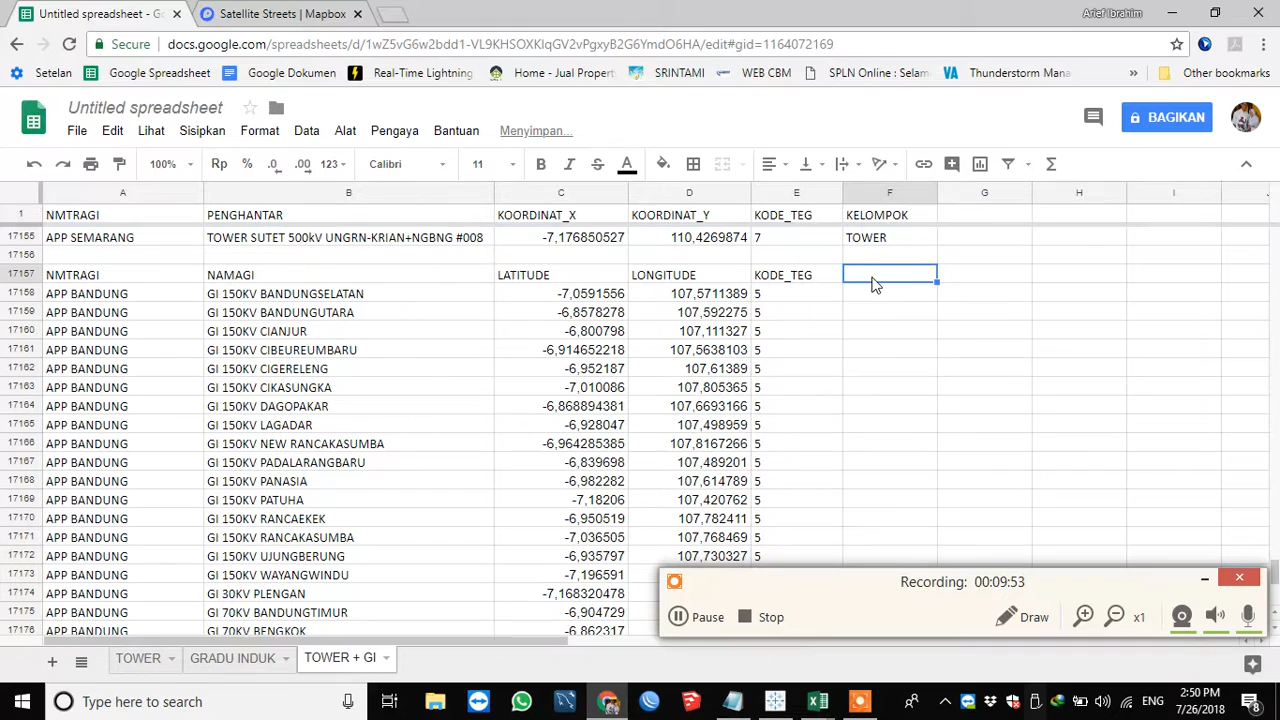 Untitled spreadsheet - Go
Satellite Streets | Mapbox
Arief Ibrahim
Secure
docs.google.com/spreadsheets/d/1wZ5vG6w2bdd1-VL9KHSOXKIqGV2vPgxyB2G6YmdO6HA/edit#gid=1164072169
Setelan Google Spreadsheet Google Dokumen Real-Time Lightning Home - Jual Propert SRINTAMI WEB CBM SPLN Online : Selam Thunderstorm Mana » Other bookmarks
Untitled spreadsheet
File Edit Lihat Sisipkan Format Data Alat Pengaya Bantuan Menyimpan...
BAGIKAN
100% Rp % .0 .00 123 Calibri 11 B I S A Σ
A B C D E F G H I
1 NMTRAGI PENGHANTAR KOORDINAT_X KOORDINAT_Y KODE_TEG KELOMPOK
17155 APP SEMARANG TOWER SUTET 500kV UNGRN-KRIAN+NGBNG #008 -7,176850527 110,4269874 7 TOWER
17156
17157 NMTRAGI NAMAGI LATITUDE LONGITUDE KODE_TEG
17158 APP BANDUNG GI 150KV BANDUNGSELATAN -7,0591556 107,5711389 5
17159 APP BANDUNG GI 150KV BANDUNGUTARA -6,8578278 107,592275 5
17160 APP BANDUNG GI 150KV CIANJUR -6,800798 107,111327 5
17161 APP BANDUNG GI 150KV CIBEUREUMBARU -6,914652218 107,5638103 5
17162 APP BANDUNG GI 150KV CIGERELENG -6,952187 107,61389 5
17163 APP BANDUNG GI 150KV CIKASUNGKA -7,010086 107,805365 5
17164 APP BANDUNG GI 150KV DAGOPAKAR -6,868894381 107,6693166 5
17165 APP BANDUNG GI 150KV LAGADAR -6,928047 107,498959 5
17166 APP BANDUNG GI 150KV NEW RANCAKASUMBA -6,964285385 107,8167266 5
17167 APP BANDUNG GI 150KV PADALARANGBARU -6,839698 107,489201 5
17168 APP BANDUNG GI 150KV PANASIA -6,982282 107,614789 5
17169 APP BANDUNG GI 150KV PATUHA -7,18206 107,420762 5
17170 APP BANDUNG GI 150KV RANCAEKEK -6,950519 107,782411 5
17171 APP BANDUNG GI 150KV RANCAKASUMBA -7,036505 107,768469 5
17172 APP BANDUNG GI 150KV UJUNGBERUNG -6,935797 107,730327 5
17173 APP BANDUNG GI 150KV WAYANGWINDU -7,196591
17174 APP BANDUNG GI 30KV PLENGAN -7,168320478
17175 APP BANDUNG GI 70KV BANDUNGTIMUR -6,904729
17176 APP BANDUNG GI 70KV BENGKOK -6,862317
Recording: 00:09:53
Pause Stop Draw x1
TOWER GRADU INDUK TOWER + GI
Type here to search
ENG
2:50 PM
7/26/2018
8